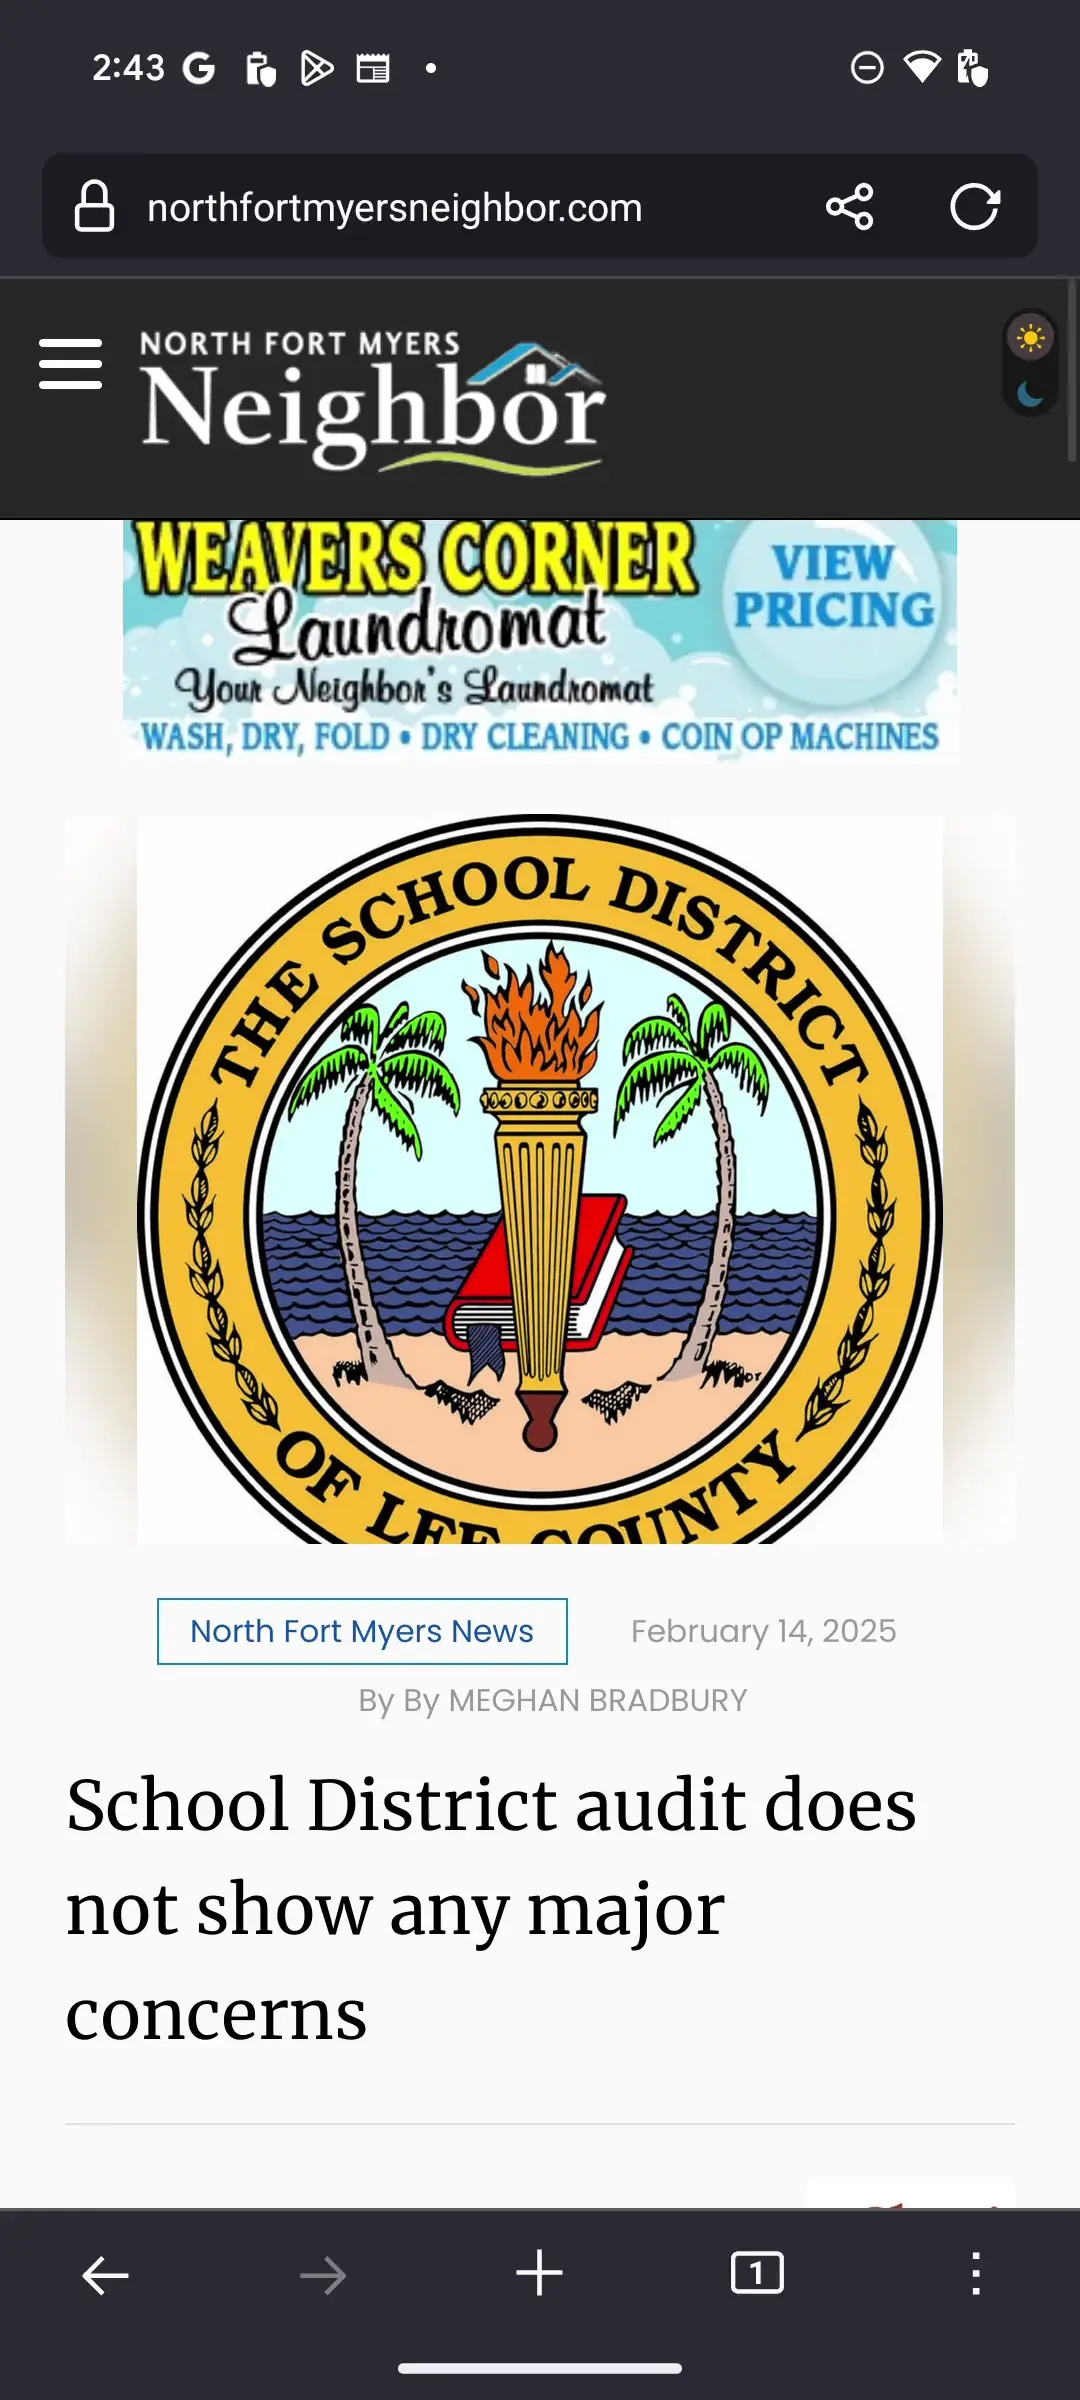 2:43
northfortmyersneighbor.com
NORTH FORT MYERS
Neighbor
WEAVERS CORNER
Laundromat
Your Neighbor's Laundromat
VIEW
PRICING
WASH, DRY, FOLD • DRY CLEANING • COIN OP MACHINES
THE SCHOOL DISTRICT
OF LEE COUNTY
North Fort Myers News
February 14, 2025
By By MEGHAN BRADBURY
School District audit does
not show any major
concerns
1